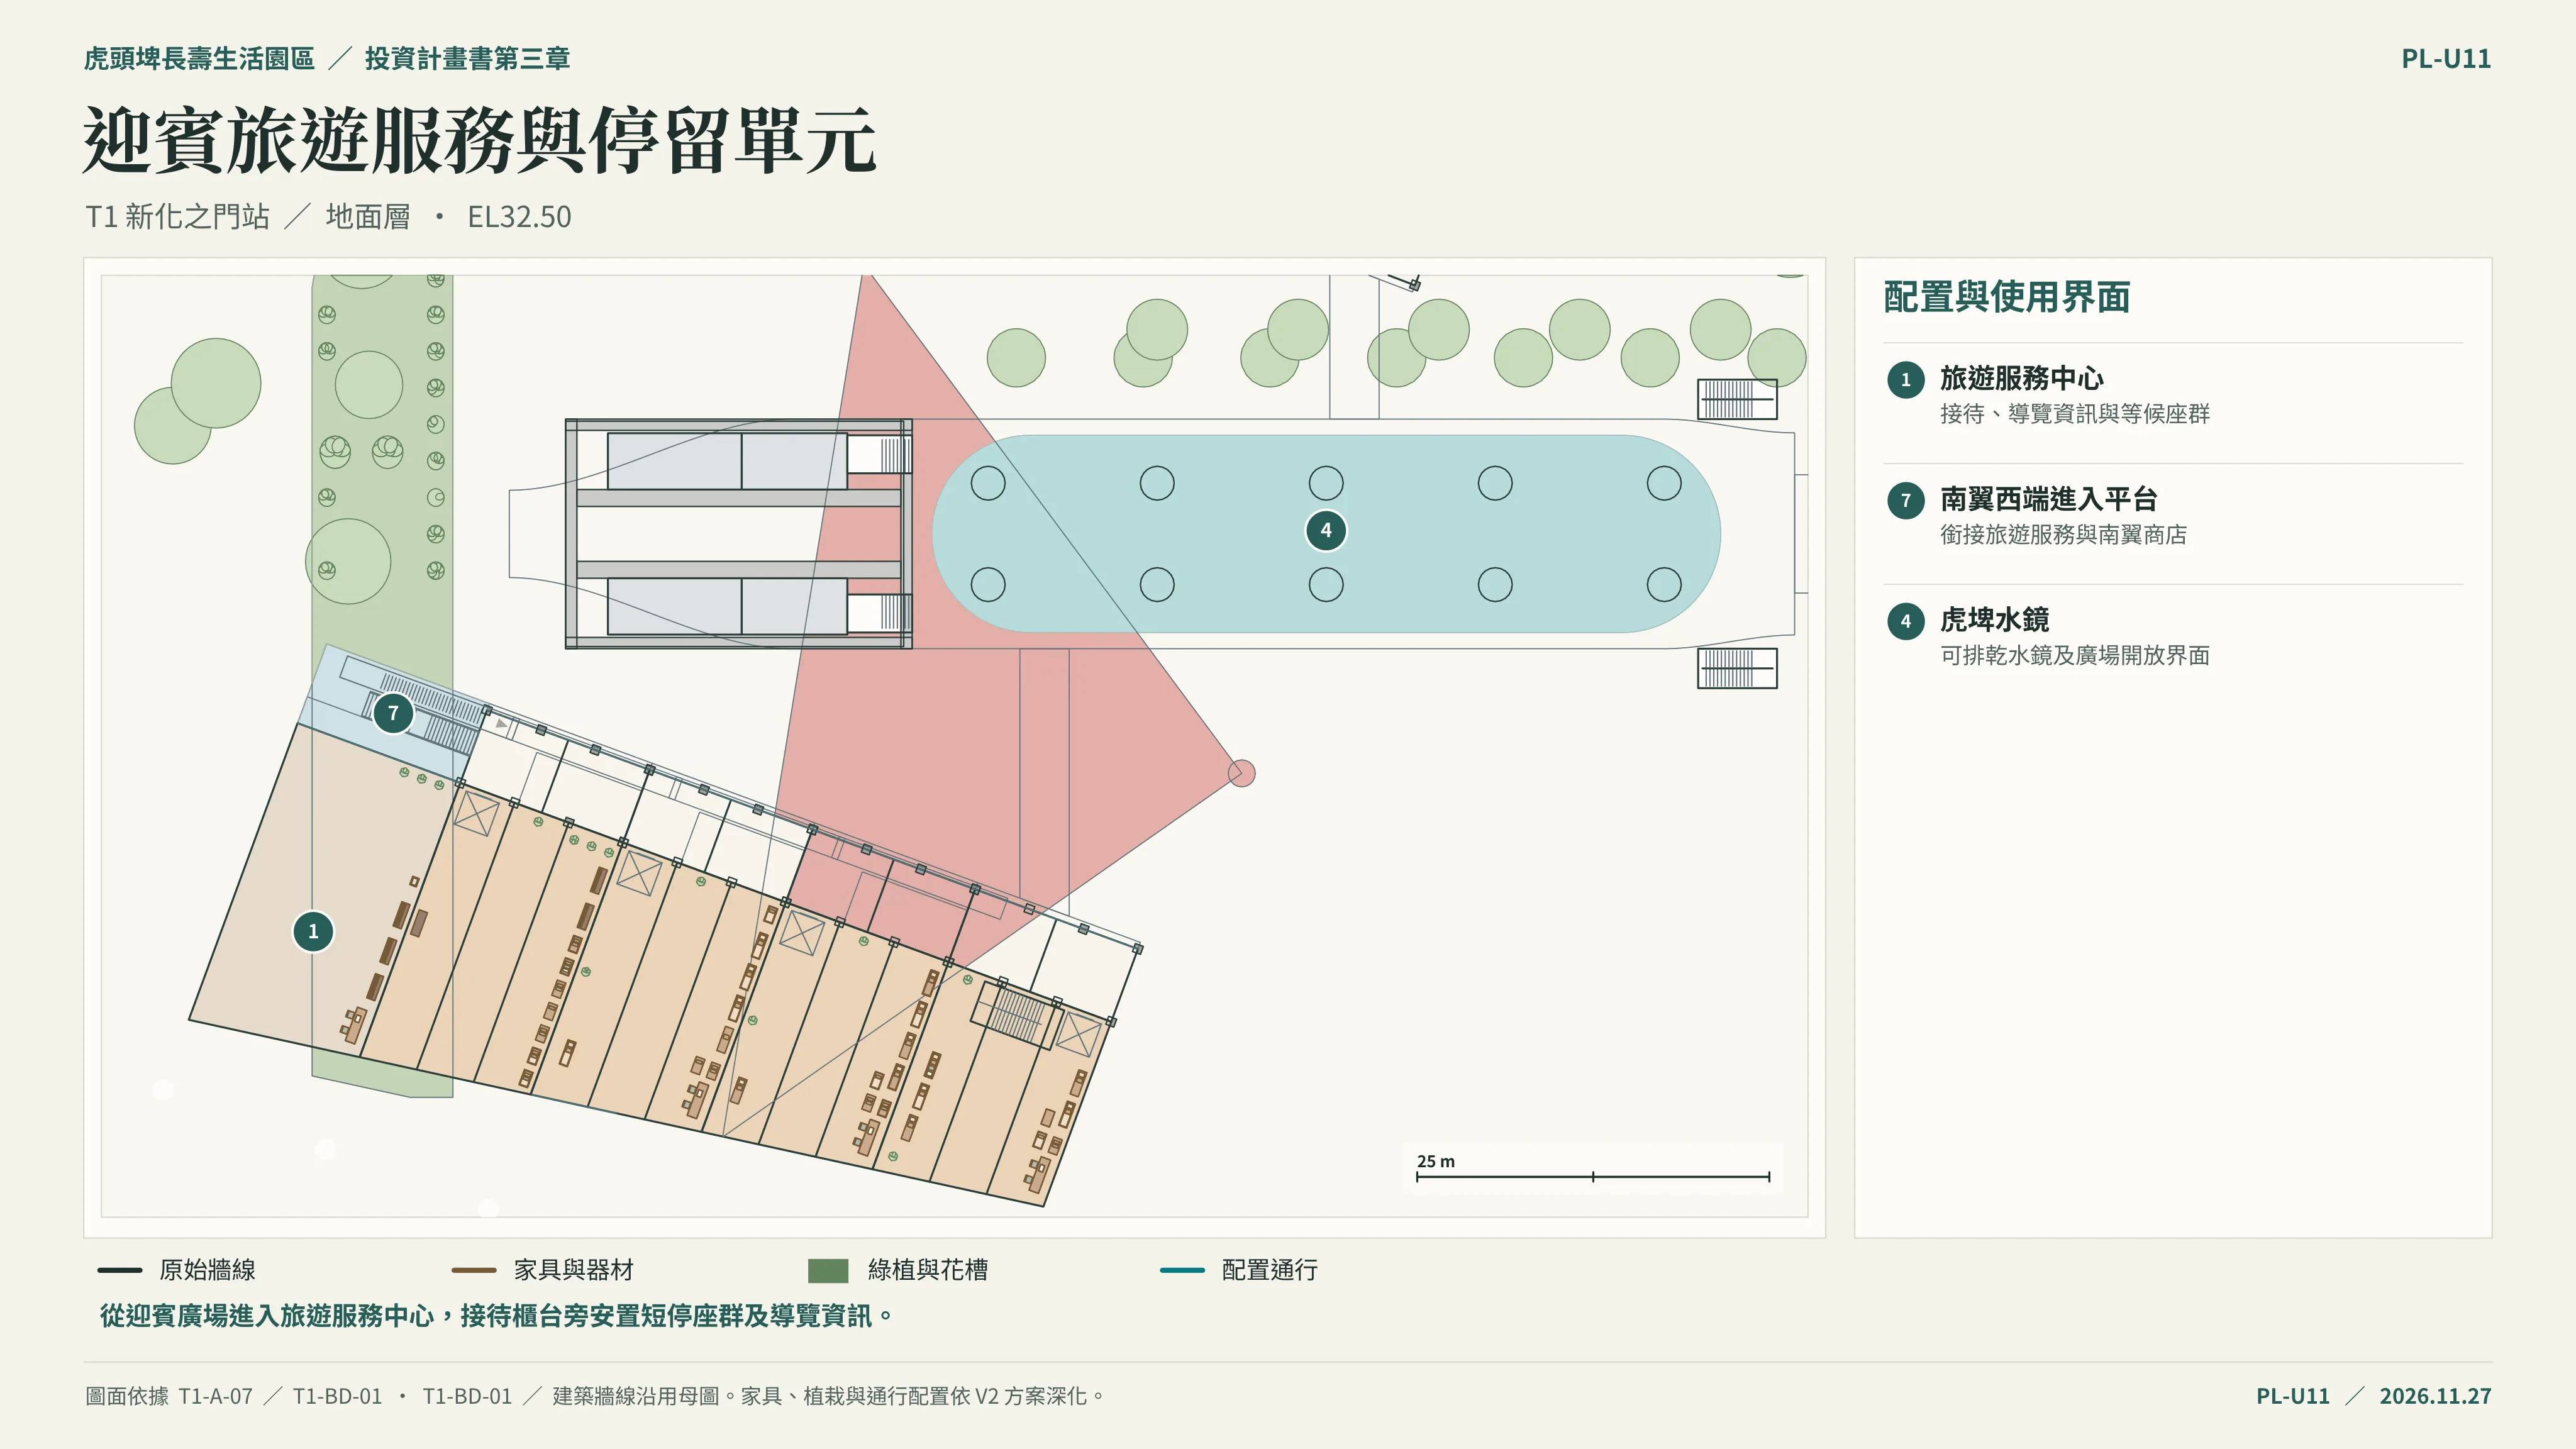 虎頭埤長壽生活園區 ／ 投資計畫書第三章
PL-U11
迎賓旅遊服務與停留單元
T1 新化之門站 ／ 地面層 ・ EL32.50
4
7
1
25 m
配置與使用界面
1 旅遊服務中心
接待、導覽資訊與等候座群
7 南翼西端進入平台
銜接旅遊服務與南翼商店
4 虎埤水鏡
可排乾水鏡及廣場開放界面
原始牆線
家具與器材
綠植與花槽
配置通行
從迎賓廣場進入旅遊服務中心，接待櫃台旁安置短停座群及導覽資訊。
圖面依據 T1-A-07 ／ T1-BD-01 ・ T1-BD-01 ／ 建築牆線沿用母圖。家具、植栽與通行配置依 V2 方案深化。
PL-U11 ／ 2026.11.27